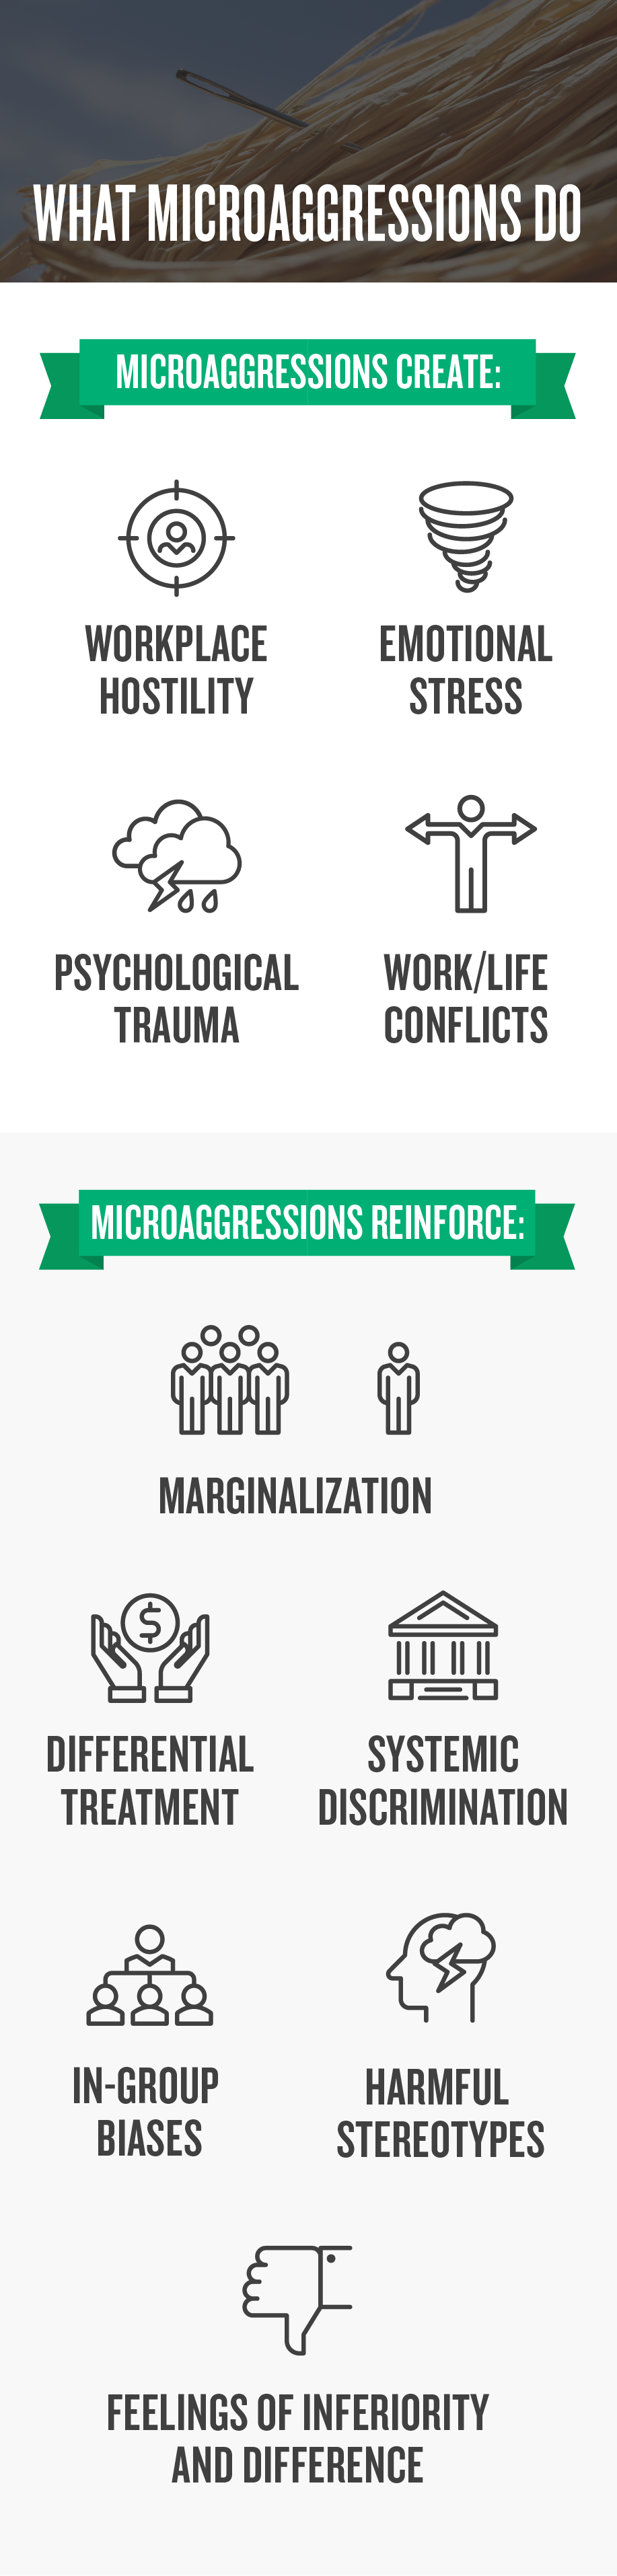 WHAT MICROAGGRESSIONS DO
MICROAGGRESSIONS CREATE:
WORKPLACE
HOSTILITY
EMOTIONAL
STRESS
PSYCHOLOGICAL
TRAUMA
WORK/LIFE
CONFLICTS
MICROAGGRESSIONS REINFORCE:
MARGINALIZATION
$
DIFFERENTIAL
TREATMENT
SYSTEMIC
DISCRIMINATION
IN-GROUP
BIASES
HARMFUL
STEREOTYPES
FEELINGS OF INFERIORITY
AND DIFFERENCE